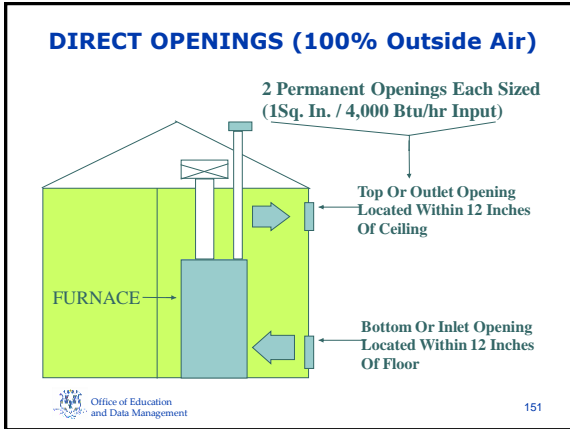 DIRECT OPENINGS (100% Outside Air)
2 Permanent Openings Each Sized
(1Sq. In. / 4,000 Btu/hr Input)
Top Or Outlet Opening
Located Within 12 Inches
Of Ceiling
FURNACE
Bottom Or Inlet Opening
Located Within 12 Inches
Of Floor
Office of Education
and Data Management
151